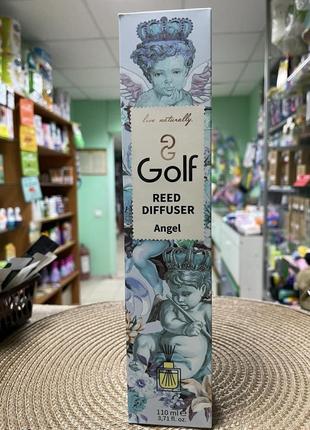 live naturally
Golf
REED
DIFFUSER
Angel
110 ml e
3,71 fl. oz.